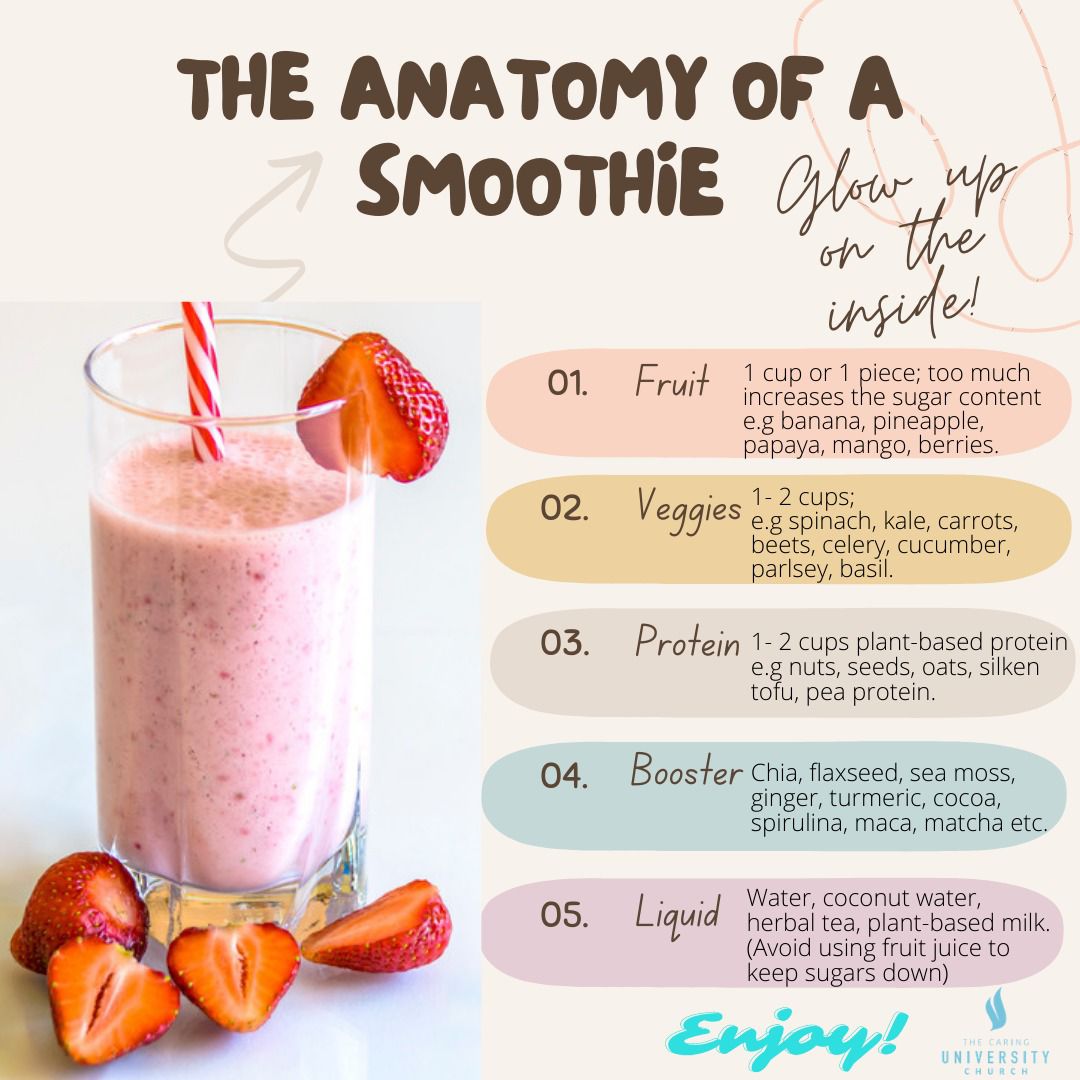 THE ANATOMY OF A
SMOOTHiE
Glow up
on the
inside!
01. Fruit
1 cup or 1 piece; too much
increases the sugar content
e.g banana, pineapple,
papaya, mango, berries.
02. Veggies
1- 2 cups;
e.g spinach, kale, carrots,
beets, celery, cucumber,
parlsey, basil.
03. Protein
1- 2 cups plant-based protein
e.g nuts, seeds, oats, silken
tofu, pea protein.
04. Booster
Chia, flaxseed, sea moss,
ginger, turmeric, cocoa,
spirulina, maca, matcha etc.
05. Liquid
Water, coconut water,
herbal tea, plant-based milk.
(Avoid using fruit juice to
keep sugars down)
Enjoy!
THE CARING
UNIVERSITY
CHURCH